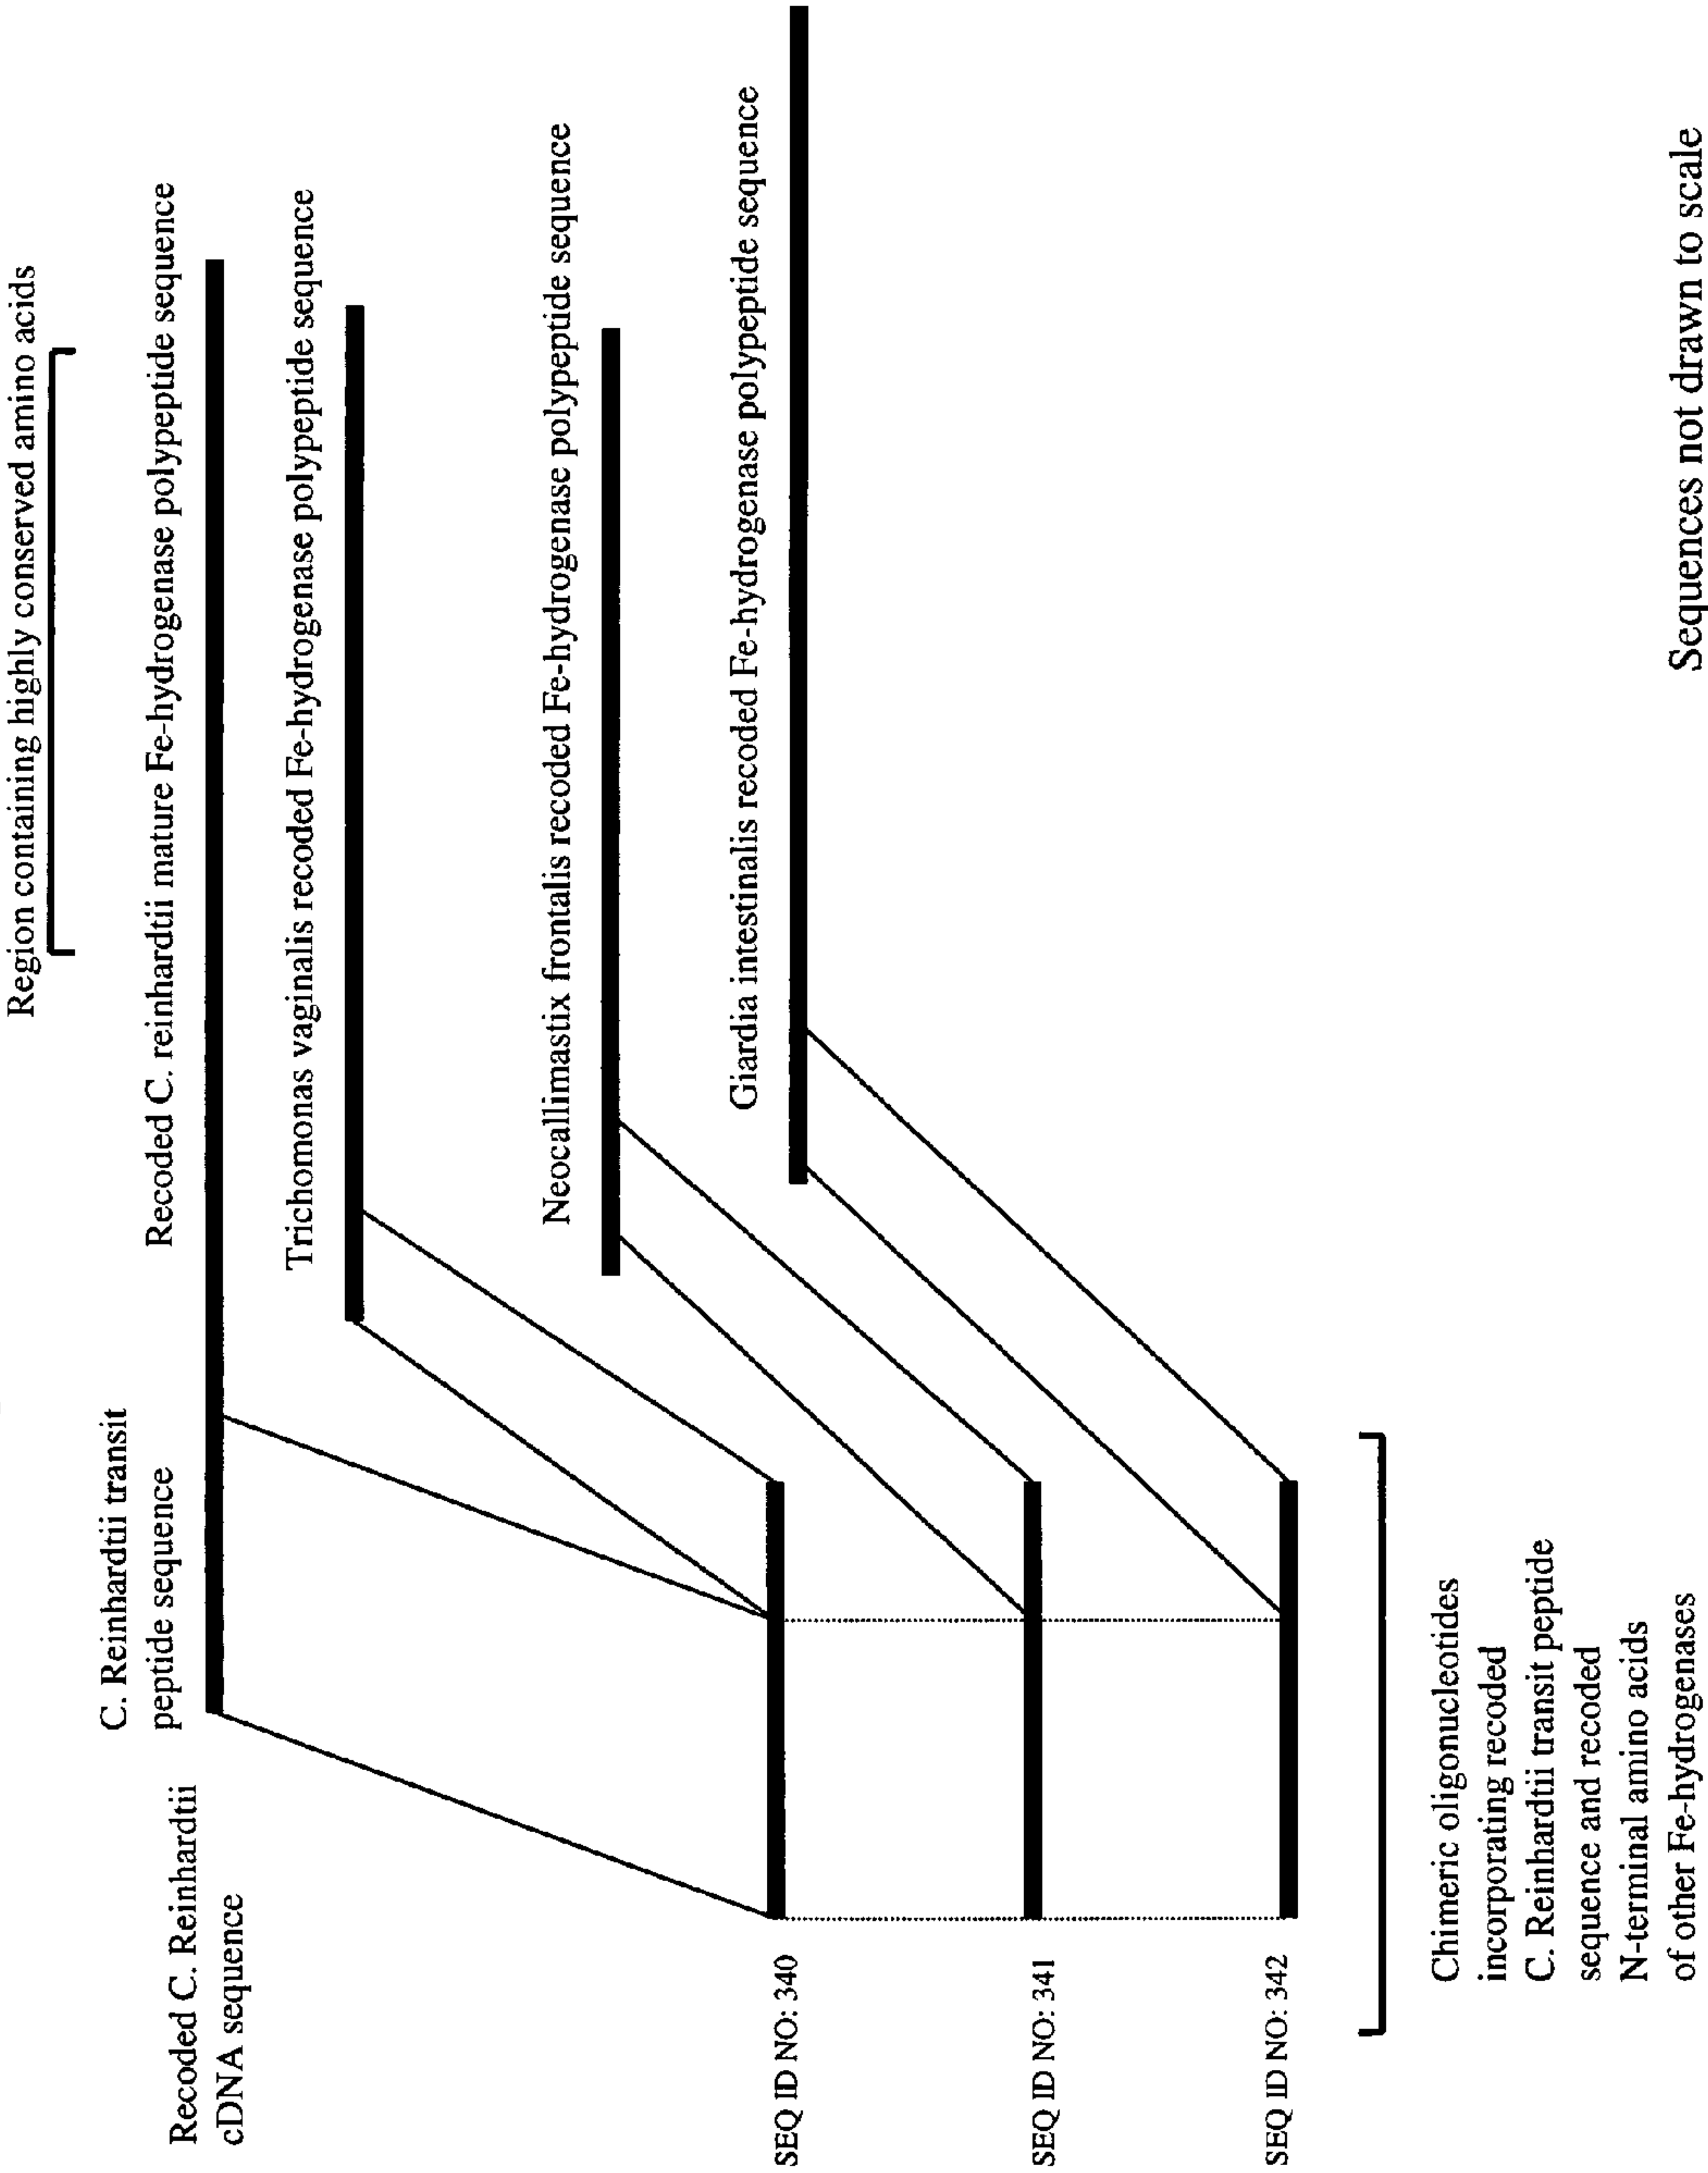 Region containing highly conserved amino acids
C. Reinhardtii transit
peptide sequence
Recoded C. reinhardtii mature Fe-hydrogenase polypeptide sequence
Recoded C. Reinhardtii
cDNA sequence
Trichomonas vaginalis recoded Fe-hydrogenase polypeptide sequence
Neocallimastix frontalis recoded Fe-hydrogenase polypeptide sequence
Giardia intestinalis recoded Fe-hydrogenase polypeptide sequence
SEQ ID NO: 340
SEQ ID NO: 341
SEQ ID NO: 342
Chimeric oligonucleotides
incorporating recoded
C. Reinhardtii transit peptide
sequence and recoded
N-terminal amino acids
of other Fe-hydrogenases
Sequences not drawn to scale